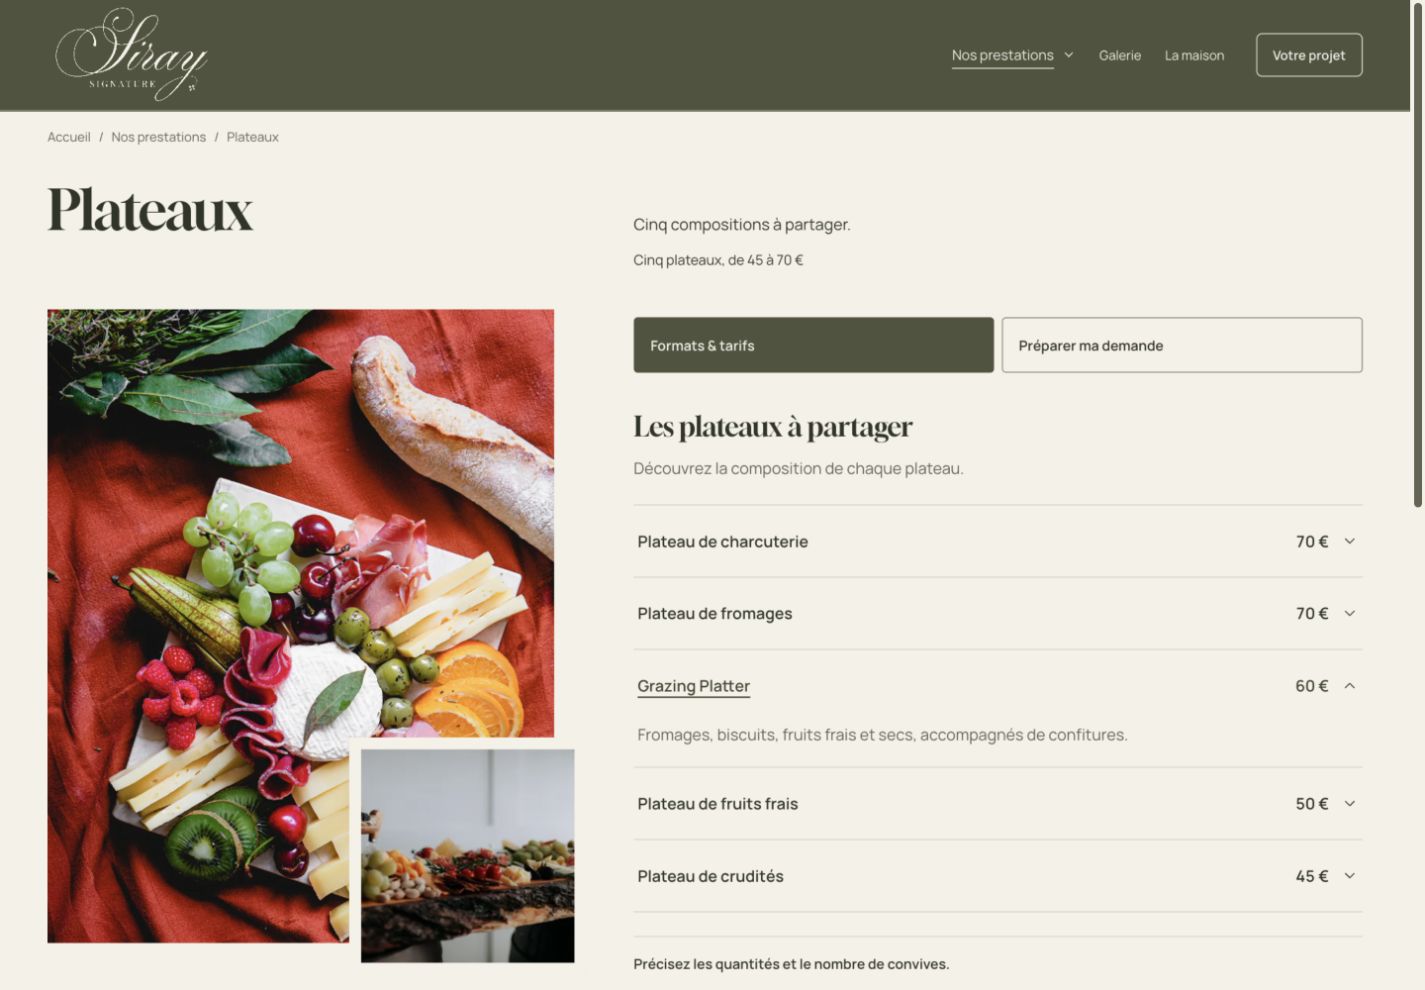 Siray
SIGNATURE
Nos prestations
Galerie
La maison
Votre projet
Accueil / Nos prestations / Plateaux
Plateaux
Cinq compositions à partager.
Cinq plateaux, de 45 à 70 €
Formats & tarifs
Préparer ma demande
Les plateaux à partager
Découvrez la composition de chaque plateau.
Plateau de charcuterie 70 €
Plateau de fromages 70 €
Grazing Platter 60 €
Fromages, biscuits, fruits frais et secs, accompagnés de confitures.
Plateau de fruits frais 50 €
Plateau de crudités 45 €
Précisez les quantités et le nombre de convives.